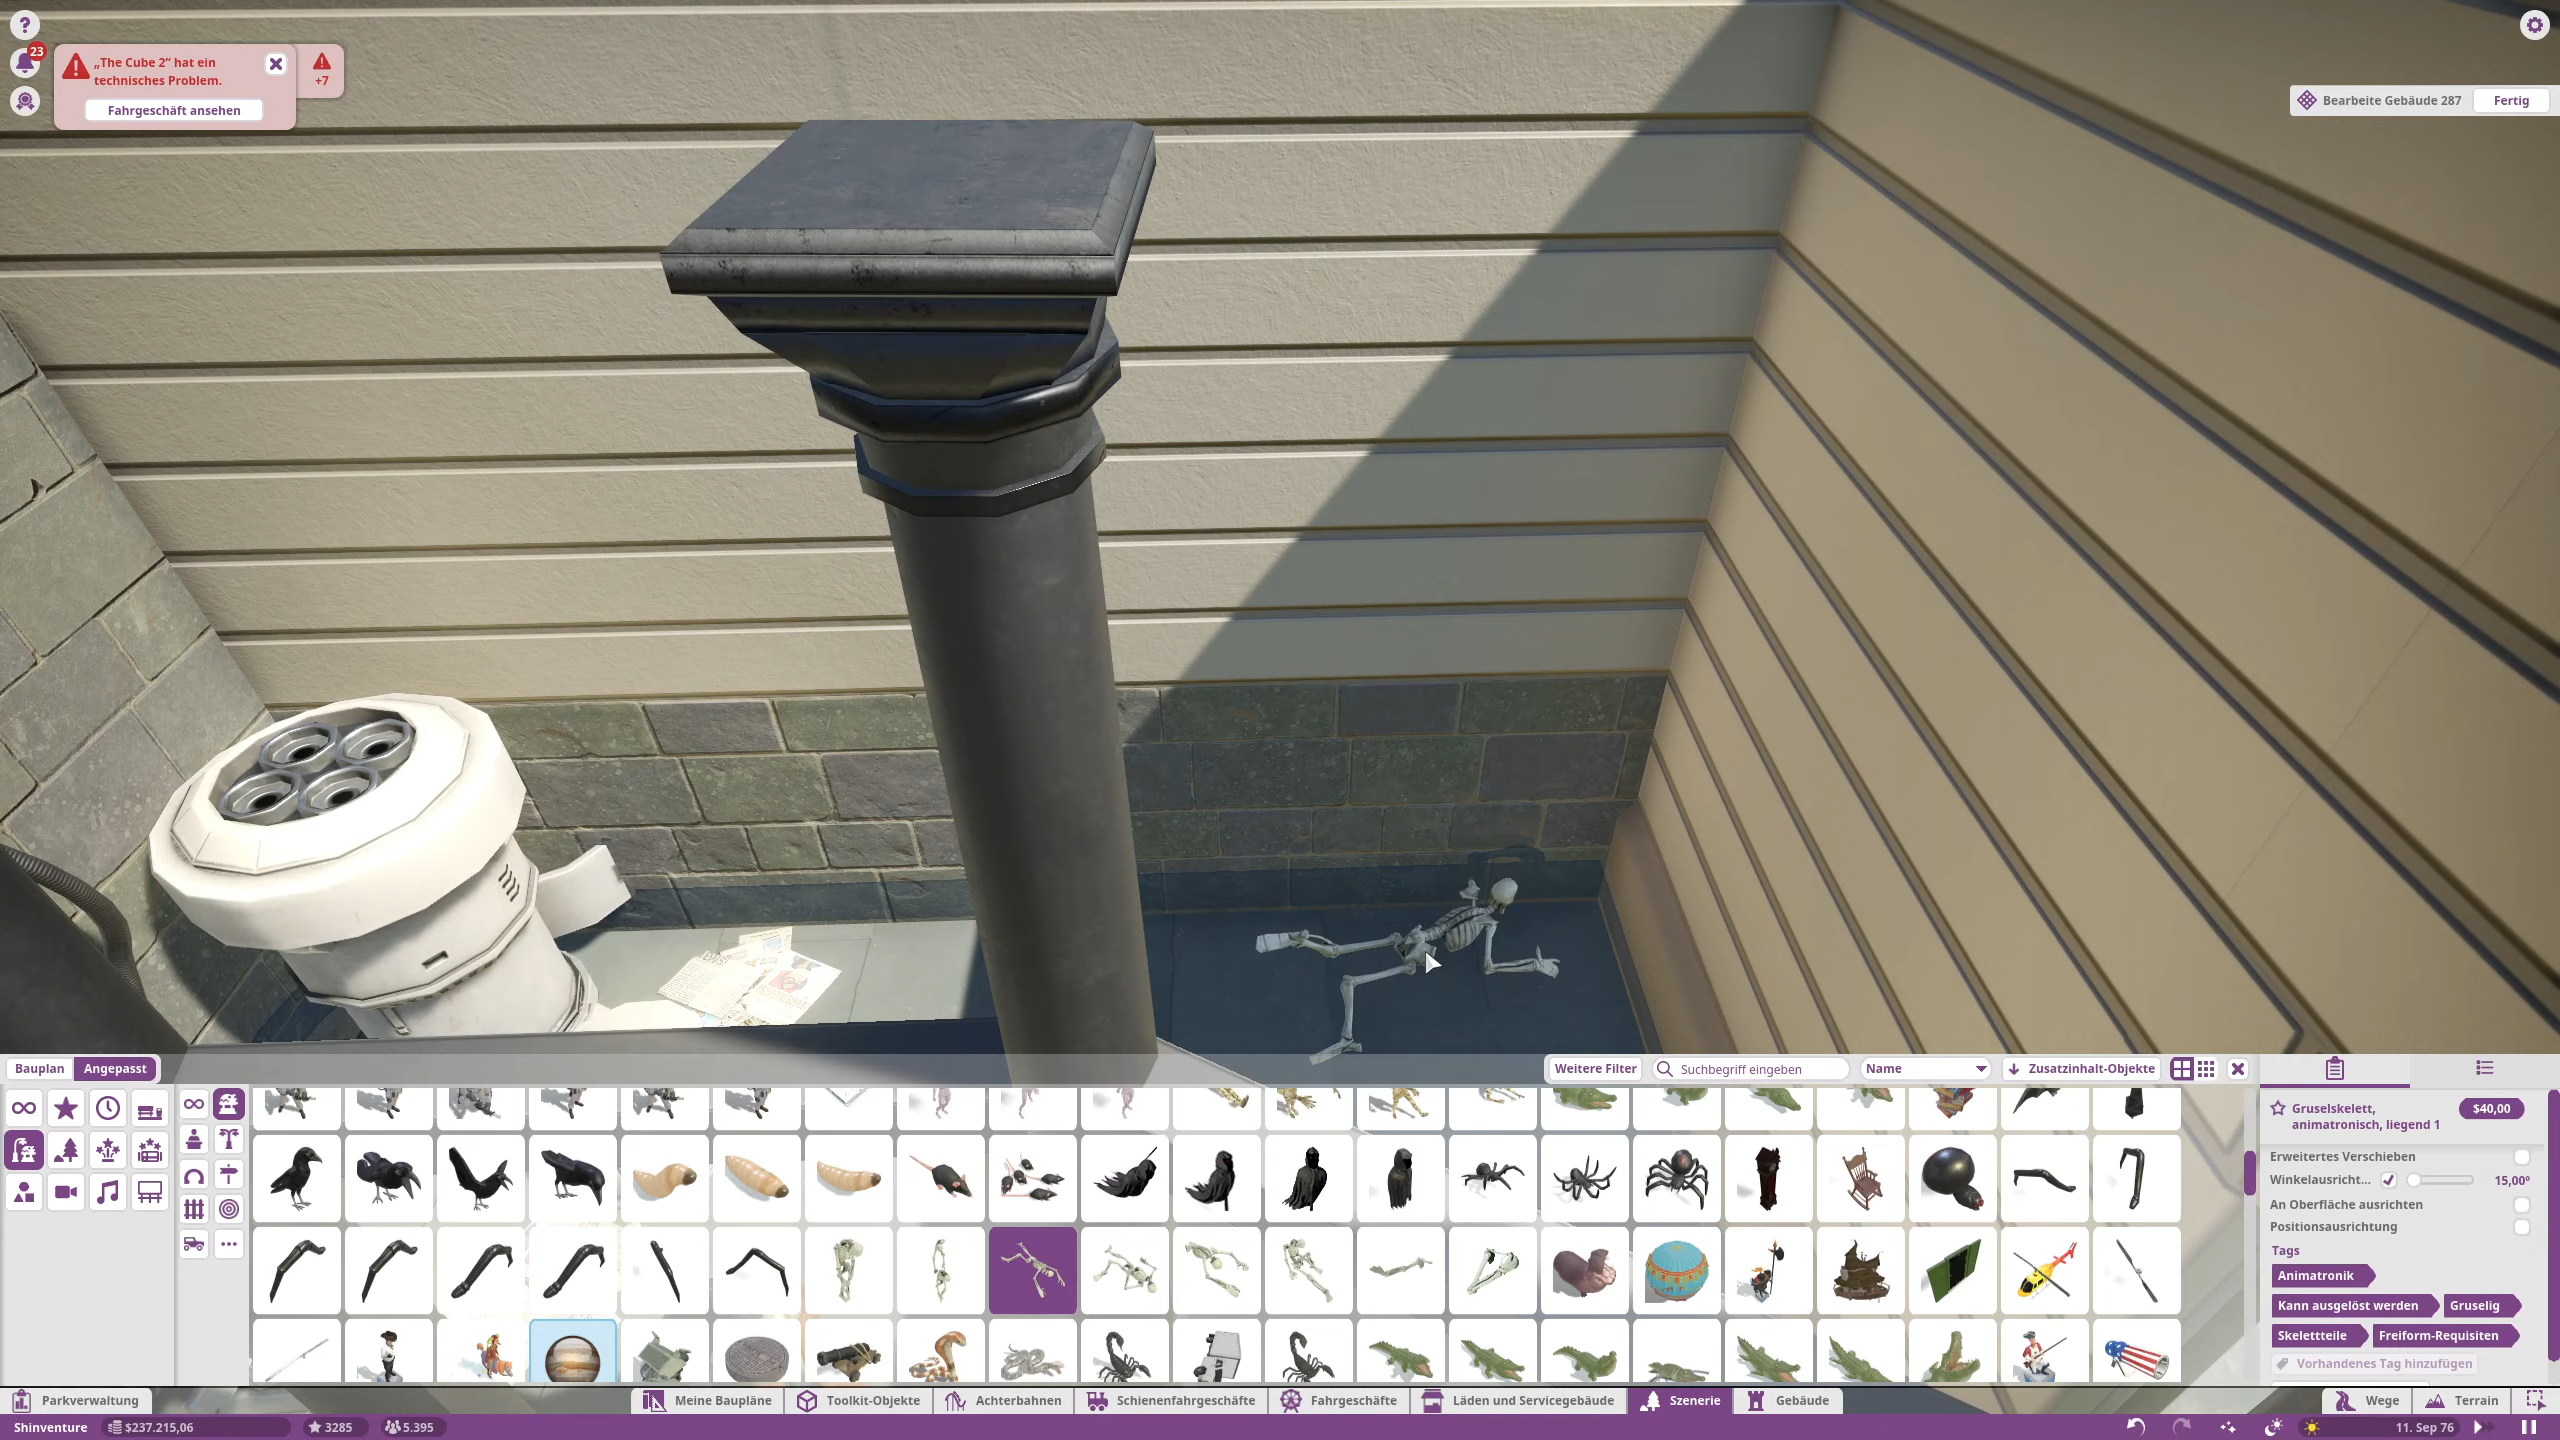 ?
23
„The Cube 2“ hat ein
technisches Problem.
Fahrgeschäft ansehen
+7
Bearbeite Gebäude 287
Fertig
Bauplan
Angepasst
Weitere Filter
Suchbegriff eingeben
Name
Zusatzinhalt-Objekte
Gruselskelett,
animatronisch, liegend 1
$40,00
Erweitertes Verschieben
Winkelausricht...
15,00°
An Oberfläche ausrichten
Positionsausrichtung
Tags
Animatronik
Kann ausgelöst werden
Gruselig
Skelettteile
Freiform-Requisiten
Vorhandenes Tag hinzufügen
Parkverwaltung
Meine Baupläne
Toolkit-Objekte
Achterbahnen
Schienenfahrgeschäfte
Fahrgeschäfte
Läden und Servicegebäude
Szenerie
Gebäude
Wege
Terrain
Shinventure
$237.215,06
3285
5.395
11. Sep 76